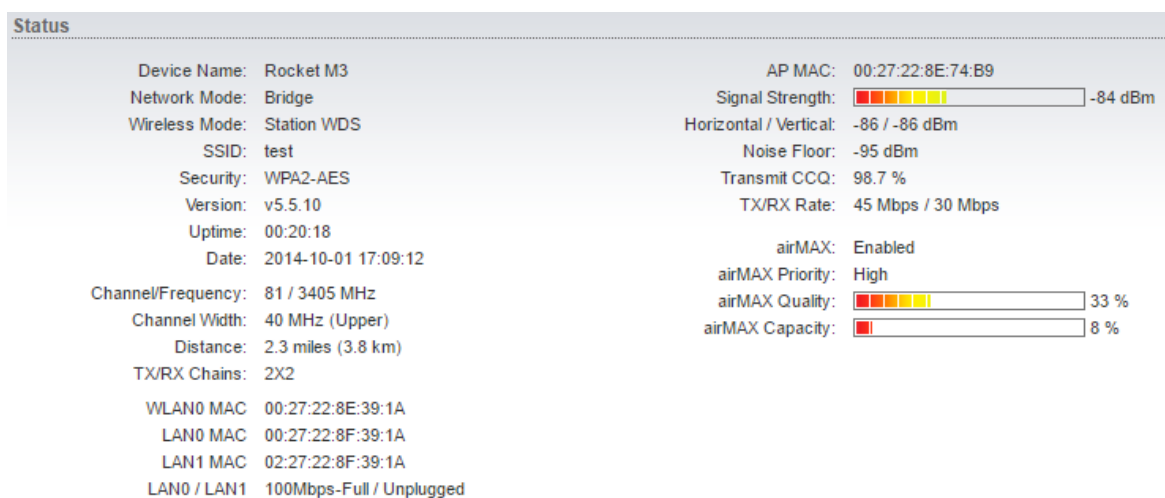 Status
Device Name: Rocket M3
Network Mode: Bridge
Wireless Mode: Station WDS
SSID: test
Security: WPA2-AES
Version: v5.5.10
Uptime: 00:20:18
Date: 2014-10-01 17:09:12
Channel/Frequency: 81 / 3405 MHz
Channel Width: 40 MHz (Upper)
Distance: 2.3 miles (3.8 km)
TX/RX Chains: 2X2
WLAN0 MAC 00:27:22:8E:39:1A
LAN0 MAC 00:27:22:8F:39:1A
LAN1 MAC 02:27:22:8F:39:1A
LAN0 / LAN1 100Mbps-Full / Unplugged
AP MAC: 00:27:22:8E:74:B9
Signal Strength: -84 dBm
Horizontal / Vertical: -86 / -86 dBm
Noise Floor: -95 dBm
Transmit CCQ: 98.7 %
TX/RX Rate: 45 Mbps / 30 Mbps
airMAX: Enabled
airMAX Priority: High
airMAX Quality: 33 %
airMAX Capacity: 8 %